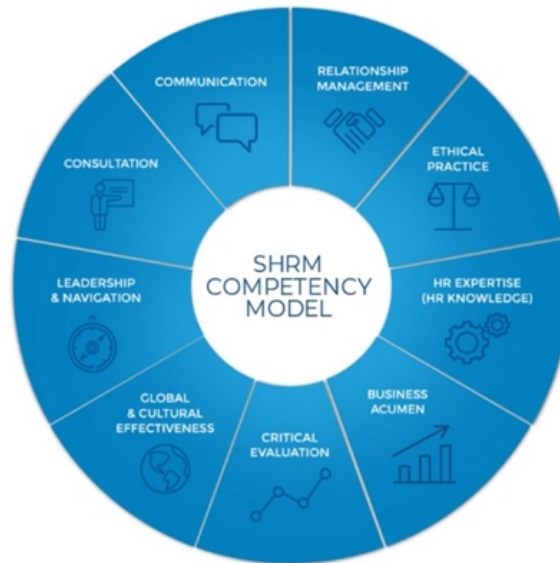 SHRM
COMPETENCY
MODEL
RELATIONSHIP
MANAGEMENT
ETHICAL
PRACTICE
HR EXPERTISE
(HR KNOWLEDGE)
BUSINESS
ACUMEN
CRITICAL
EVALUATION
GLOBAL
& CULTURAL
EFFECTIVENESS
LEADERSHIP
& NAVIGATION
CONSULTATION
COMMUNICATION